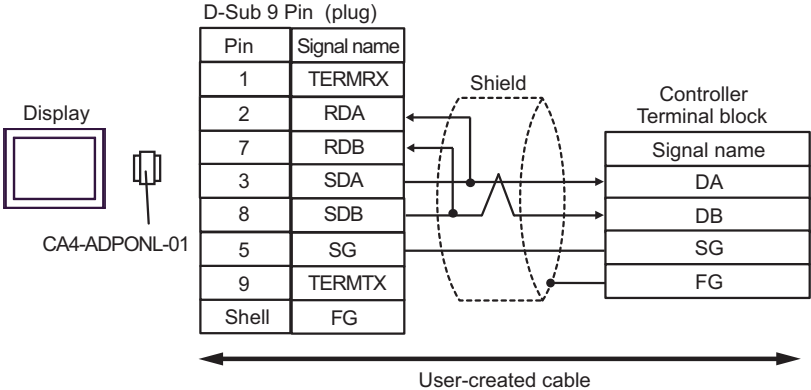 D-Sub 9 Pin (plug)
Pin Signal name
1 TERMRX
2 RDA
7 RDB
3 SDA
8 SDB
5 SG
9 TERMTX
Shell FG
Display
CA4-ADPONL-01
Shield
Controller
Terminal block
Signal name
DA
DB
SG
FG
User-created cable